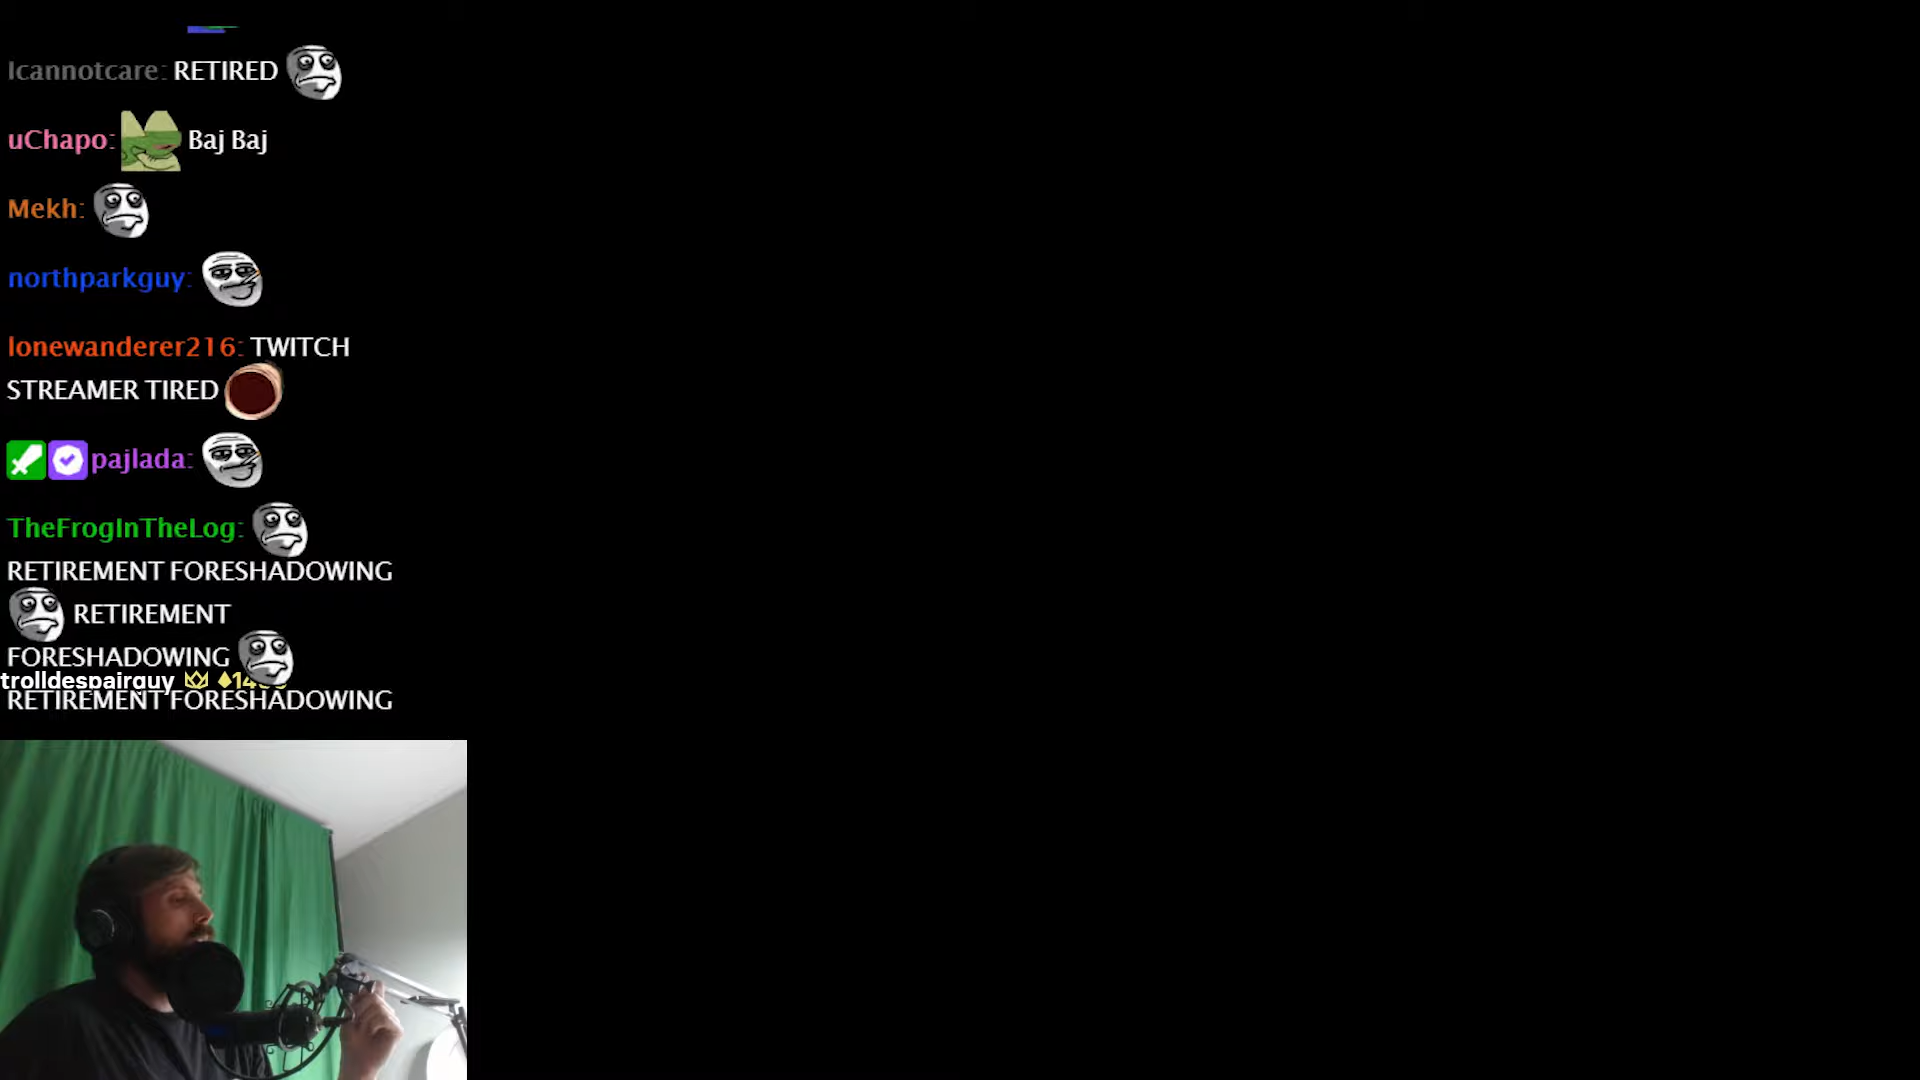 Icannotcare: RETIRED
uChapo: Baj Baj
Mekh:
northparkguy:
lonewanderer216: TWITCH
STREAMER TIRED
pajlada:
TheFrogInTheLog:
RETIREMENT FORESHADOWING
RETIREMENT
FORESHADOWING
trolldespairguy
RETIREMENT FORESHADOWING